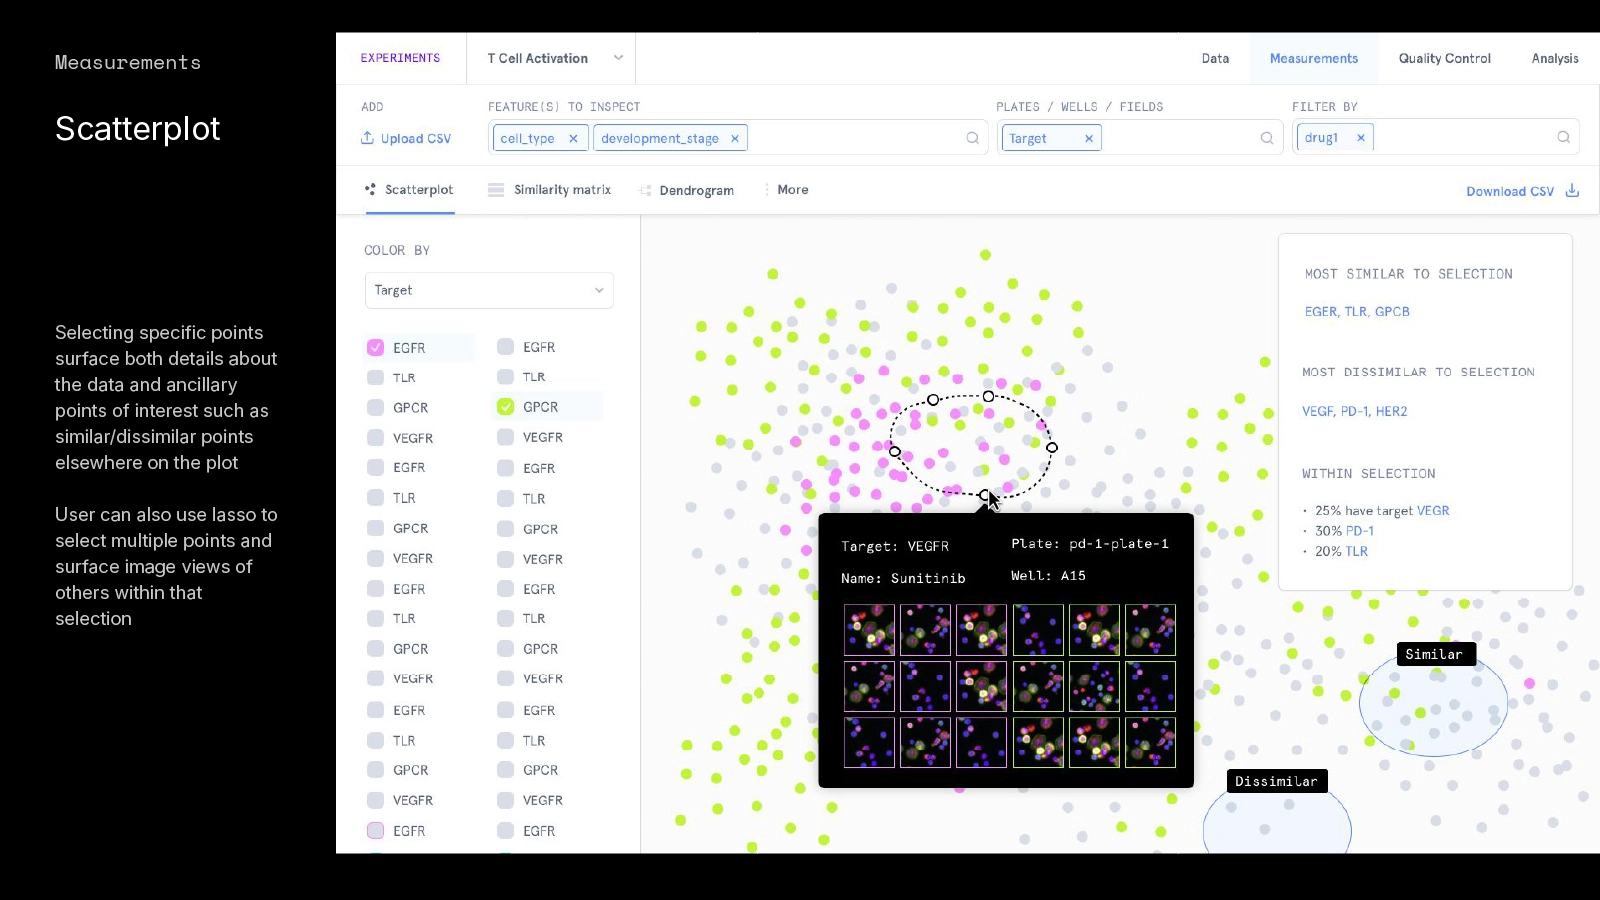 Measurements
Scatterplot
Selecting specific points
surface both details about
the data and ancillary
points of interest such as
similar/dissimilar points
elsewhere on the plot
User can also use lasso to
select multiple points and
surface image views of
others within that
selection
EXPERIMENTS
T Cell Activation
Data
Measurements
Quality Control
Analysis
ADD
Upload CSV
FEATURE(S) TO INSPECT
cell_type ×
development_stage ×
PLATES / WELLS / FIELDS
Target ×
FILTER BY
drug1 ×
Scatterplot
Similarity matrix
Dendrogram
More
Download CSV
COLOR BY
Target
EGFR
TLR
GPCR
VEGFR
EGFR
TLR
GPCR
VEGFR
EGFR
TLR
GPCR
VEGFR
EGFR
TLR
GPCR
VEGFR
EGFR
EGFR
TLR
GPCR
VEGFR
EGFR
TLR
GPCR
VEGFR
EGFR
TLR
GPCR
VEGFR
EGFR
TLR
GPCR
VEGFR
EGFR
Target: VEGFR
Plate: pd-1-plate-1
Name: Sunitinib
Well: A15
MOST SIMILAR TO SELECTION
EGER, TLR, GPCB
MOST DISSIMILAR TO SELECTION
VEGF, PD-1, HER2
WITHIN SELECTION
· 25% have target VEGR
· 30% PD-1
· 20% TLR
Similar
Dissimilar